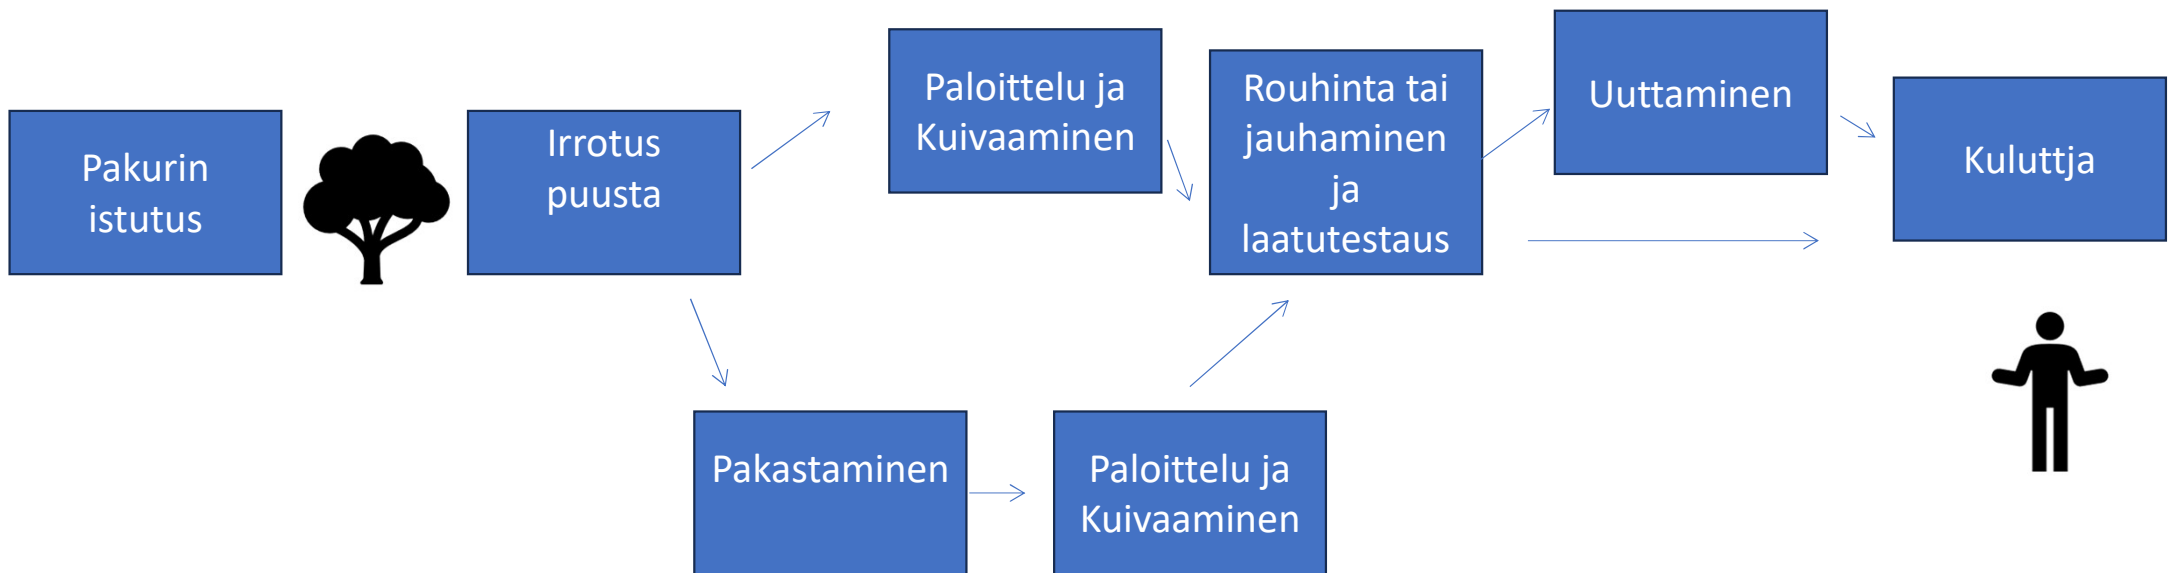 Pakurin
istutus
Irrotus
puusta
Paloittelu ja
Kuivaaminen
Rouhinta tai
jauhaminen
ja
laatutestaus
Uuttaminen
Kuluttja
Pakastaminen
Paloittelu ja
Kuivaaminen